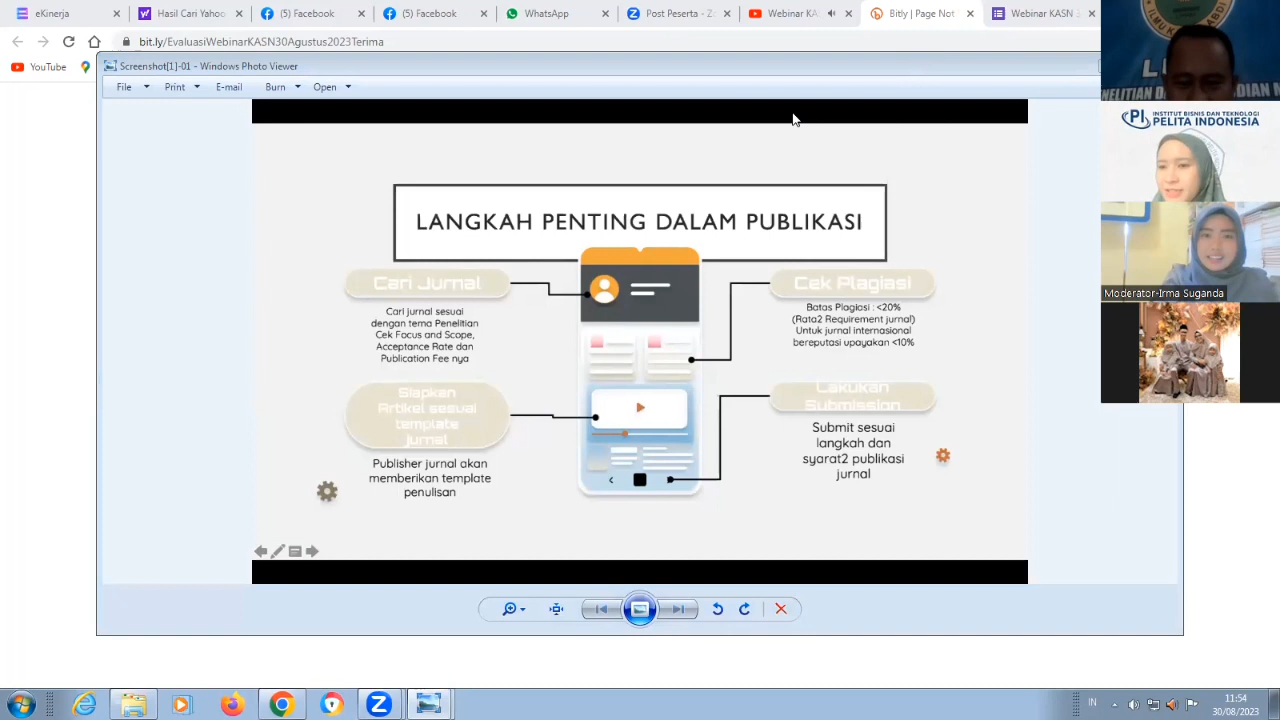 eKinerja
Hasil Cari Yahoo
(5) Facebook
(5) Facebook
WhatsApp
Post Peserta - Z
Webinar KA
Bitly | Page Not
Webinar KASN 3
bit.ly/EvaluasiWebinarKASN30Agustus2023Terima
YouTube
Screenshot[1]-01 - Windows Photo Viewer
File
Print
E-mail
Burn
Open
LANGKAH PENTING DALAM PUBLIKASI
Cari Jurnal
Cari jurnal sesuai
dengan tema Penelitian
Cek Focus and Scope,
Acceptance Rate dan
Publication Fee nya
Siapkan
Artikel sesuai
template
jurnal
Publisher jurnal akan
memberikan template
penulisan
Cek Plagiasi
Batas Plagiasi : <20%
(Rata2 Requirement jurnal)
Untuk jurnal internasional
bereputasi upayakan <10%
Lakukan
Submission
Submit sesuai
langkah dan
syarat2 publikasi
jurnal
INSTITUT BISNIS DAN TEKNOLOGI
PELITA INDONESIA
Moderator-Irma Suganda
IN
11:54
30/08/2023